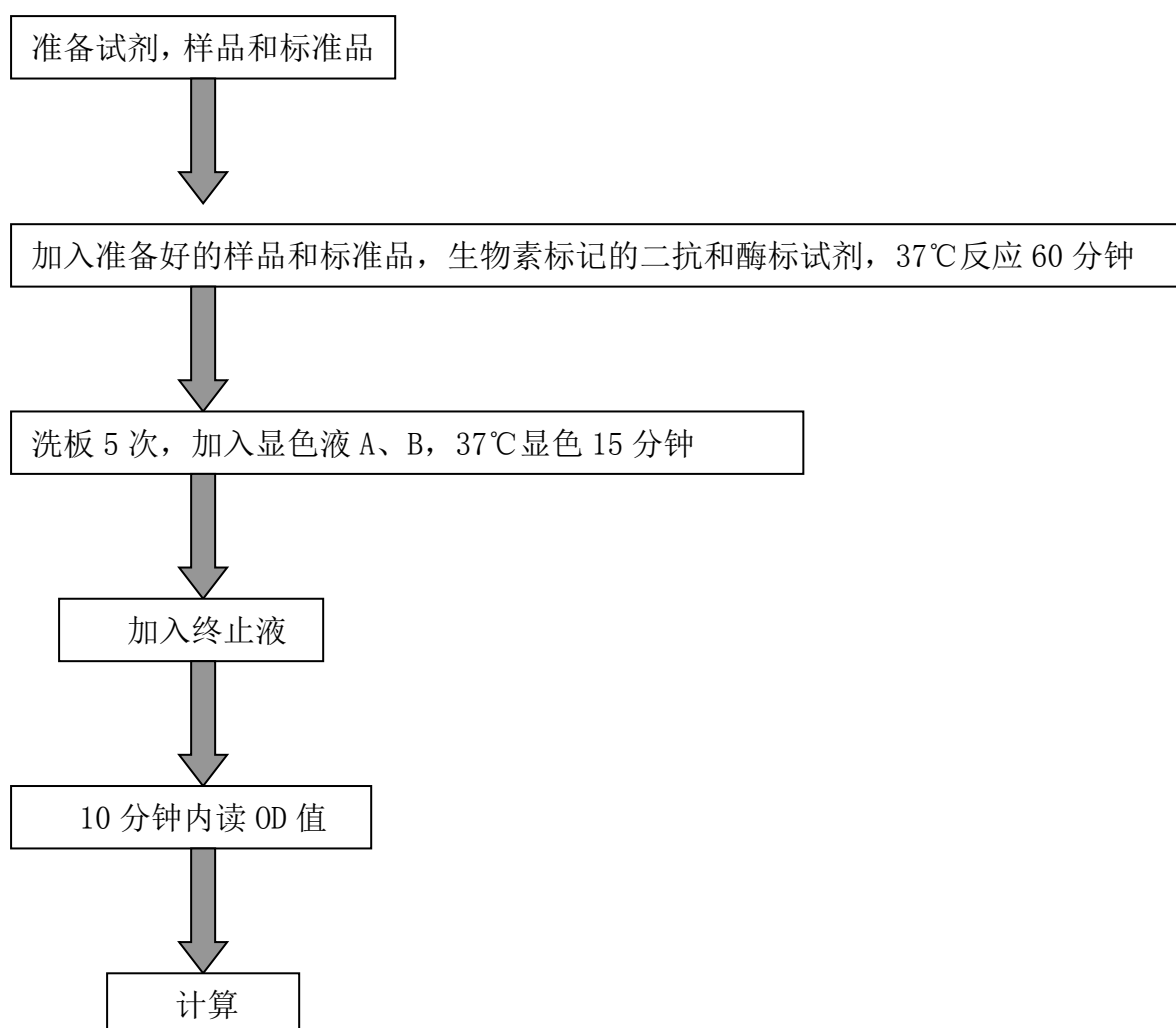 准备试剂，样品和标准品
加入准备好的样品和标准品，生物素标记的二抗和酶标试剂，37℃反应 60 分钟
洗板 5 次，加入显色液 A、B，37℃显色 15 分钟
加入终止液
10 分钟内读 OD 值
计算